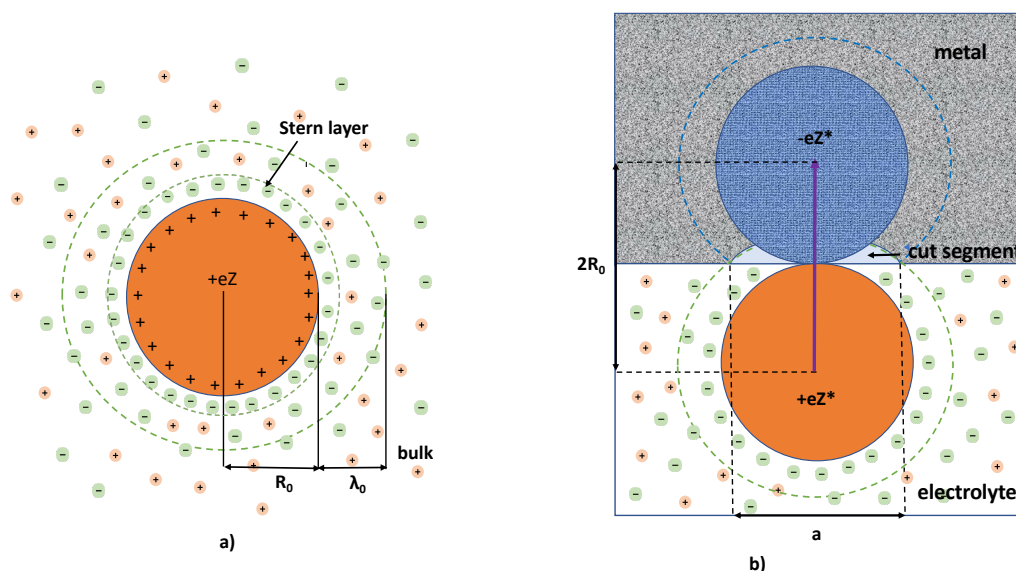 Stern layer
+eZ
bulk
R₀
λ₀
a)
metal
-eZ*
cut segment
2R₀
+eZ*
electrolyte
a
b)